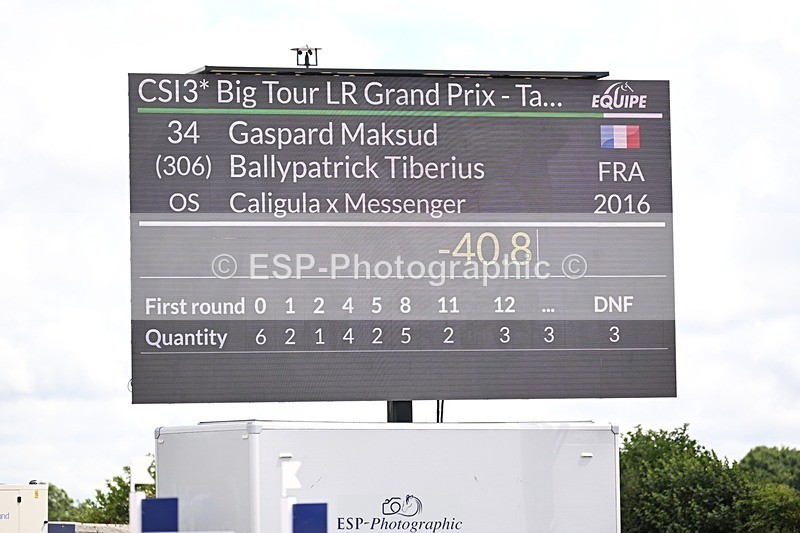 CSI3* Big Tour LR Grand Prix - Ta...
EQUIPE
34 Gaspard Maksud
(306) Ballypatrick Tiberius FRA
OS Caligula x Messenger 2016
-40.8
© ESP-Photographic ©
First round 0 1 2 4 5 8 11 12 ... DNF
Quantity 6 2 1 4 2 5 2 3 3 3
ESP-Photographic